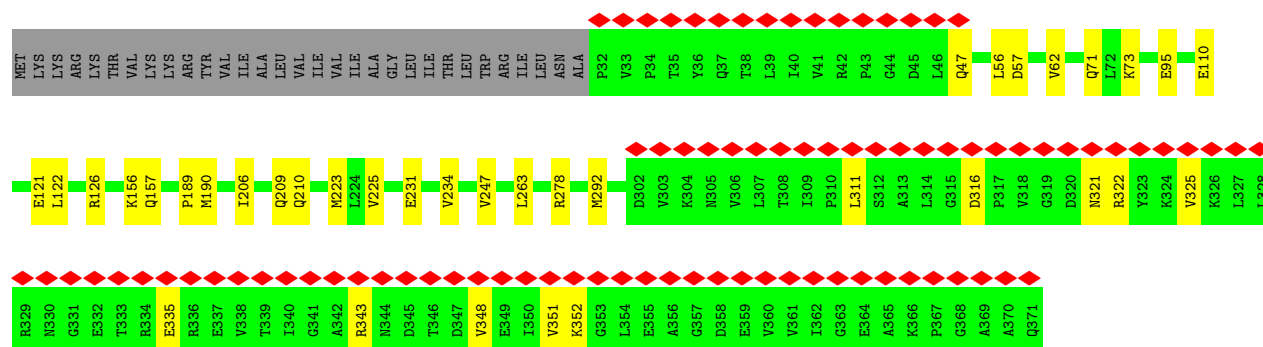 MET LYS LYS ARG LYS THR VAL LYS LYS ARG TYR VAL ILE ALA LEU VAL ILE VAL ILE ALA GLY LEU ILE THR LEU TRP ARG ILE LEU ASN ALA P32 V33 P34 T35 Y36 Q37 T38 L39 I40 V41 R42 P43 G44 D45 L46 Q47 L56 D57 V62 Q71 L72 K73 E95 E110
E121 L122 R126 K156 Q157 P189 M190 I206 Q209 Q210 M223 L224 V225 E231 V234 V247 L263 R278 M292 D302 V303 K304 N305 V306 L307 T308 I309 P310 L311 S312 A313 L314 G315 D316 P317 V318 G319 D320 N321 R322 Y323 K324 V325 K326 L327 L328
R329 N330 G331 E332 T333 R334 E335 R336 E337 V338 T339 I340 G341 A342 R343 N344 D345 T346 D347 V348 E349 I350 V351 K352 G353 L354 E355 A356 G357 D358 E359 V360 V361 I362 G363 E364 A365 K366 P367 G368 A369 A370 Q371